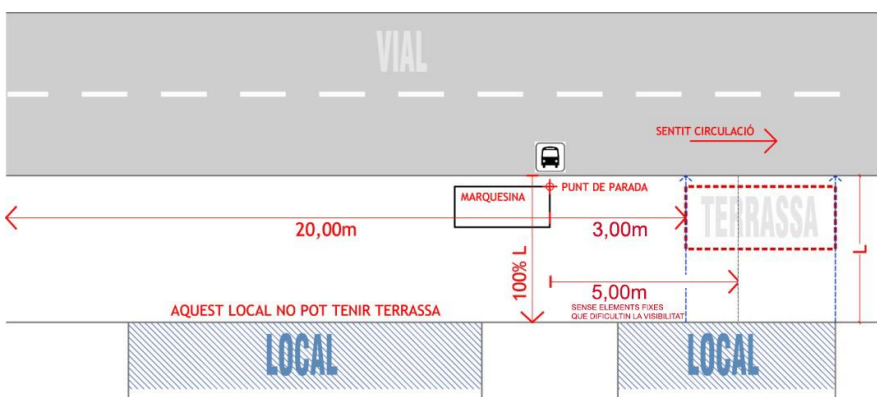 VIAL
SENTIT CIRCULACIÓ
PUNT DE PARADA
MARQUESINA
TERRASSA
20,00m
3,00m
100% L
L
5,00m
SENSE ELEMENTS FIXES
QUE DIFICULTIN LA VISIBILITAT
AQUEST LOCAL NO POT TENIR TERRASSA
LOCAL
LOCAL